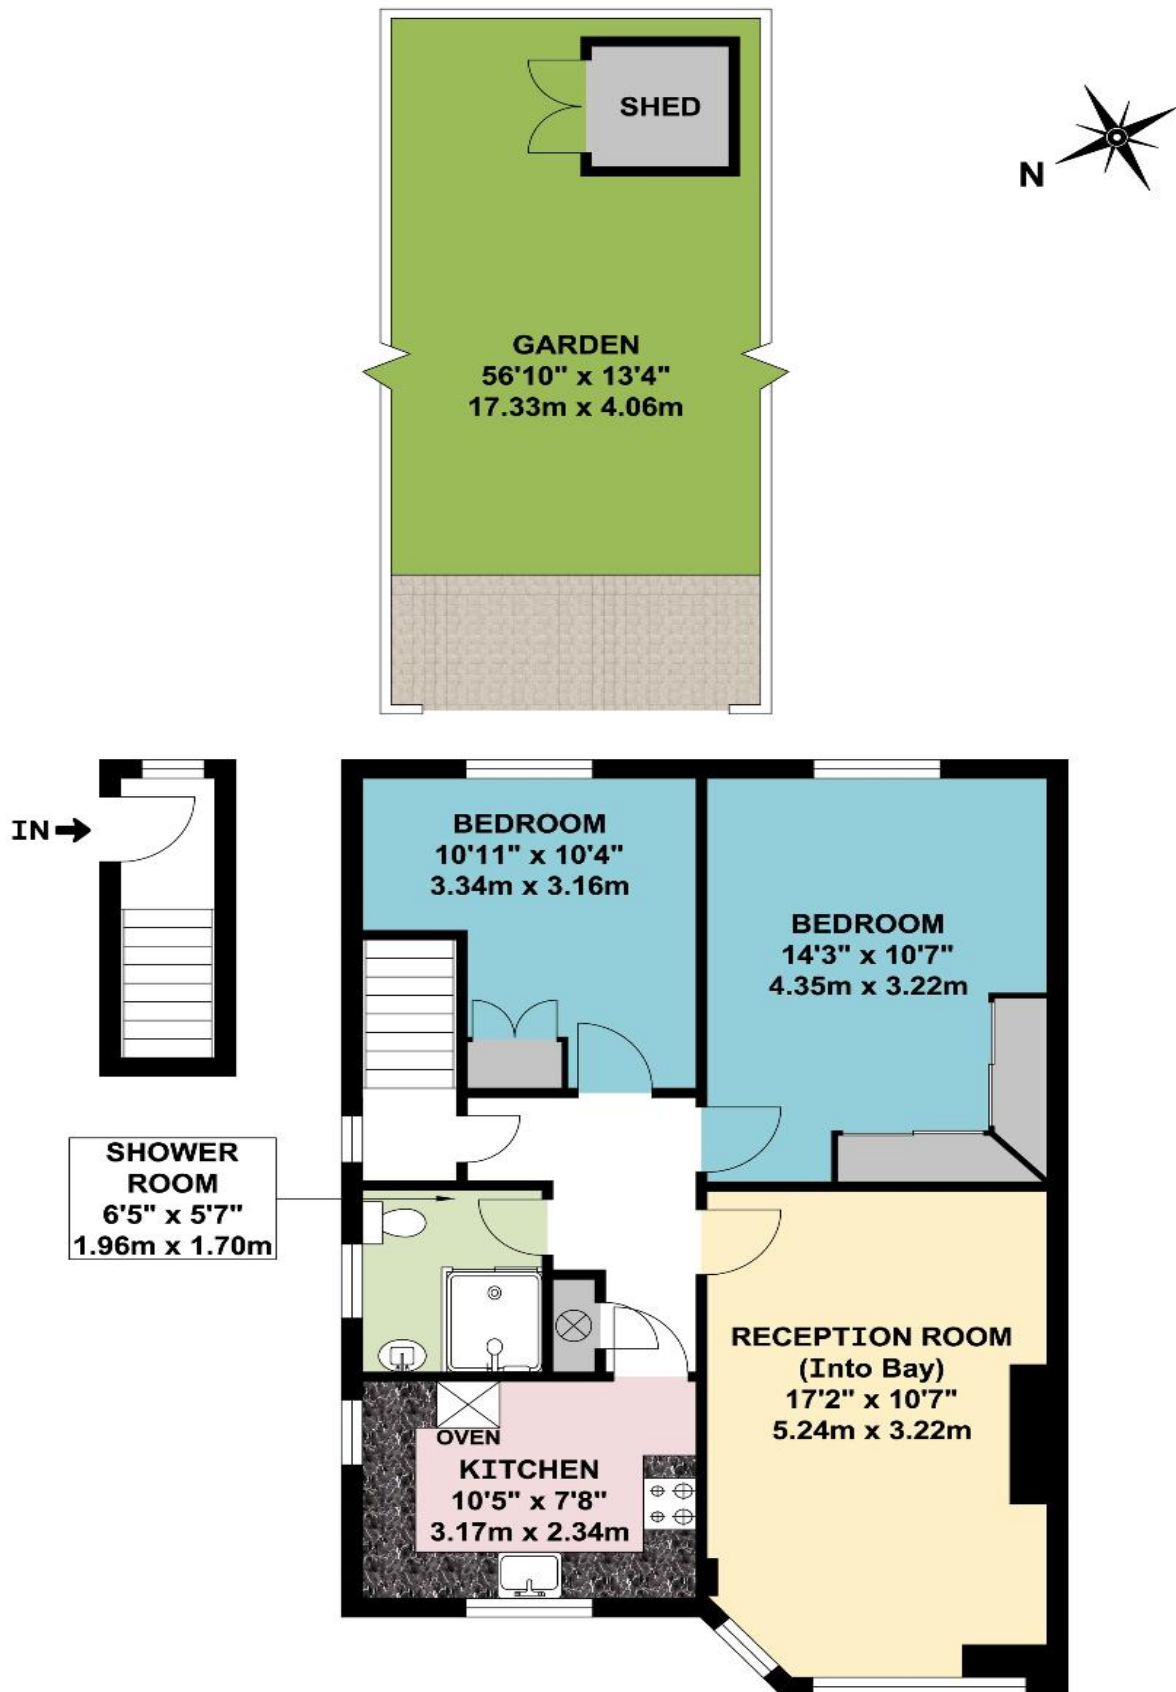 SHED
N
GARDEN
56'10" x 13'4"
17.33m x 4.06m
IN
BEDROOM
10'11" x 10'4"
3.34m x 3.16m
BEDROOM
14'3" x 10'7"
4.35m x 3.22m
SHOWER
ROOM
6'5" x 5'7"
1.96m x 1.70m
RECEPTION ROOM
(Into Bay)
17'2" x 10'7"
5.24m x 3.22m
OVEN
KITCHEN
10'5" x 7'8"
3.17m x 2.34m